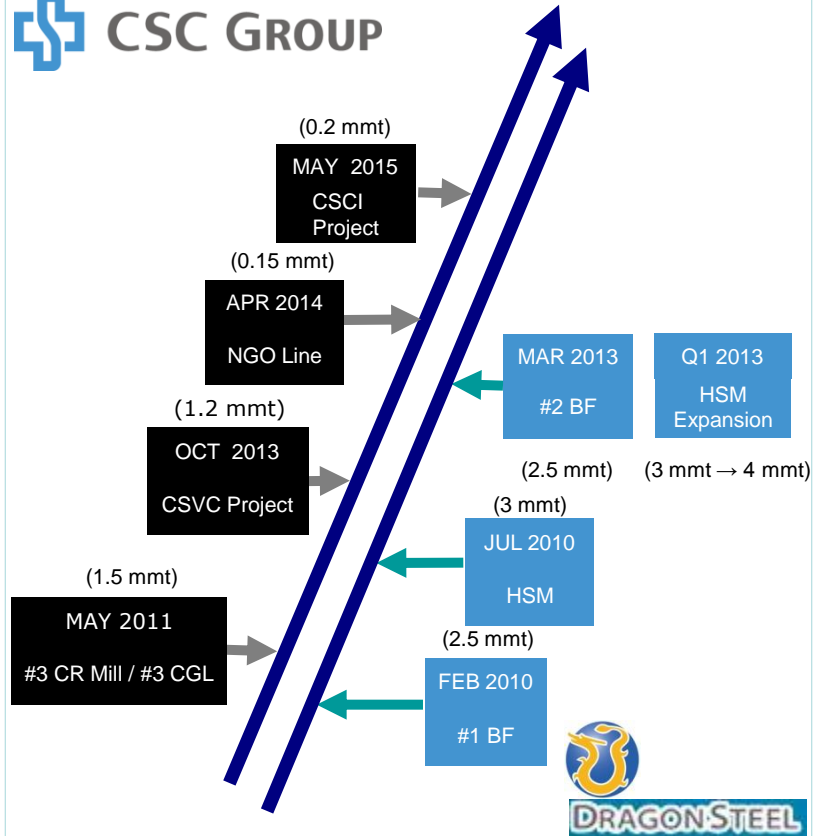 CSC GROUP
(0.2 mmt)
MAY 2015
CSCI
Project
(0.15 mmt)
APR 2014
NGO Line
(1.2 mmt)
OCT 2013
CSVC Project
(1.5 mmt)
MAY 2011
#3 CR Mill / #3 CGL
MAR 2013
#2 BF
(2.5 mmt)
Q1 2013
HSM
Expansion
(3 mmt → 4 mmt)
(3 mmt)
JUL 2010
HSM
(2.5 mmt)
FEB 2010
#1 BF
DRAGON STEEL